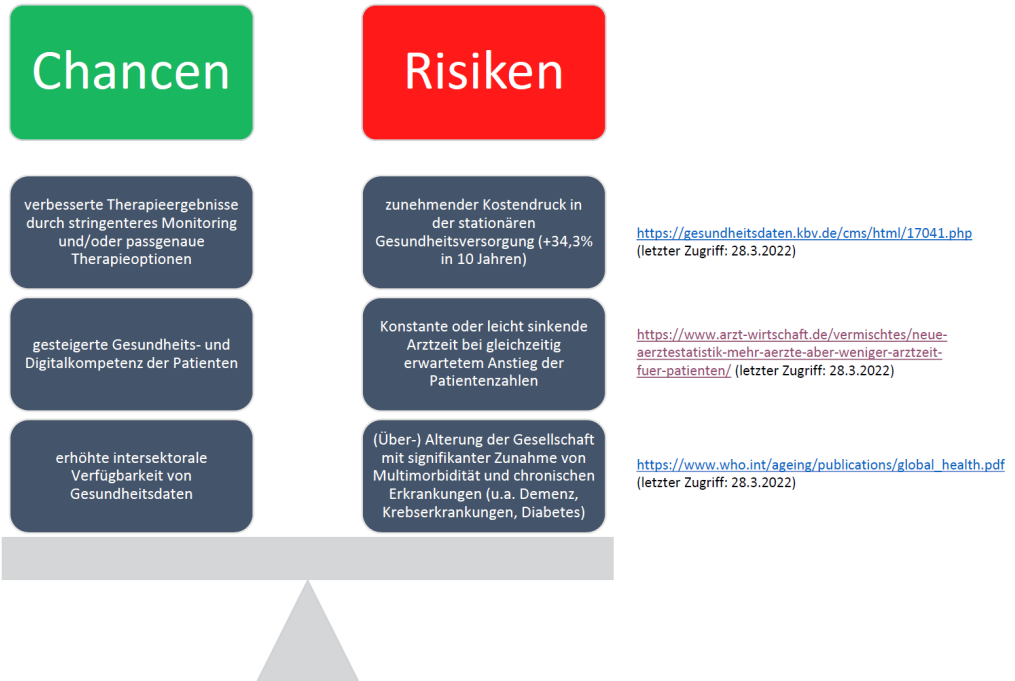 Chancen
Risiken
verbesserte Therapieergebnisse
durch stringenteres Monitoring
und/oder passgenaue
Therapieoptionen
zunehmender Kostendruck in
der stationären
Gesundheitsversorgung (+34,3%
in 10 Jahren)
https://gesundheitsdaten.kbv.de/cms/html/17041.php
(letzter Zugriff: 28.3.2022)
gesteigerte Gesundheits- und
Digitalkompetenz der Patienten
Konstante oder leicht sinkende
Arztzeit bei gleichzeitig
erwartetem Anstieg der
Patientenzahlen
https://www.arzt-wirtschaft.de/vermischtes/neue-
aerztestatistik-mehr-aerzte-aber-weniger-arztzeit-
fuer-patienten/ (letzter Zugriff: 28.3.2022)
erhöhte intersektorale
Verfügbarkeit von
Gesundheitsdaten
(Über-) Alterung der Gesellschaft
mit signifikanter Zunahme von
Multimorbidität und chronischen
Erkrankungen (u.a. Demenz,
Krebserkrankungen, Diabetes)
https://www.who.int/ageing/publications/global_health.pdf
(letzter Zugriff: 28.3.2022)